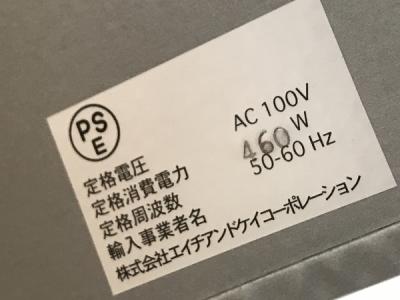 PSE
定格電圧 AC 100V
定格消費電力 460 W
定格周波数 50-60 Hz
輸入事業者名
株式会社エイチアンドケイコーポレーション